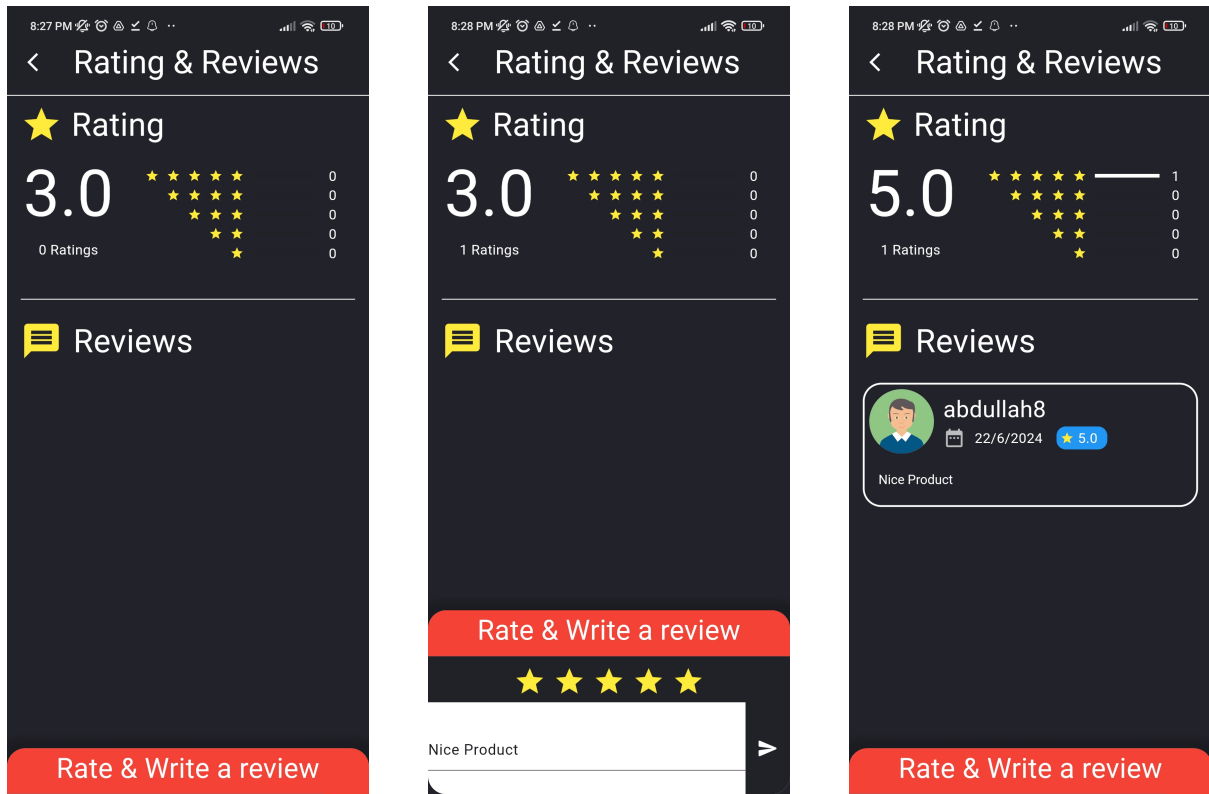 8:27 PM
10
Rating & Reviews
Rating
3.0
0
0
0
0
0
0 Ratings
Reviews
Rate & Write a review
8:28 PM
10
Rating & Reviews
Rating
3.0
0
0
0
0
0
1 Ratings
Reviews
Rate & Write a review
Nice Product
8:28 PM
10
Rating & Reviews
Rating
5.0
1
0
0
0
0
1 Ratings
Reviews
abdullah8
22/6/2024 5.0
Nice Product
Rate & Write a review